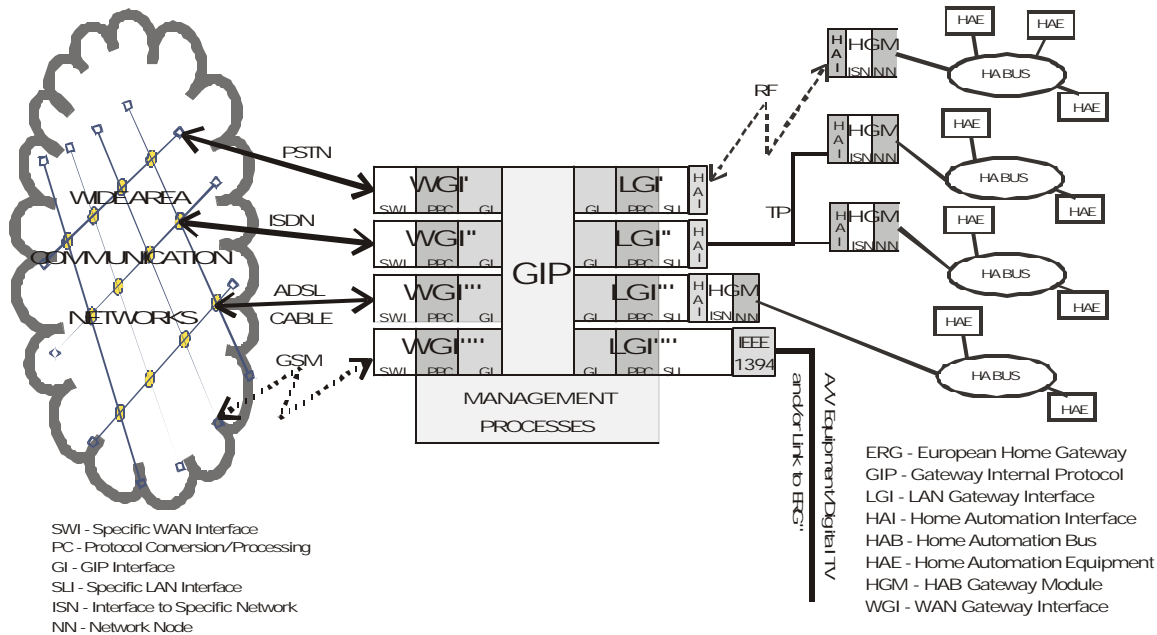 WIDE AREA
COMMUNICATION
NETWORKS
PSTN
ISDN
ADSL
CABLE
GSM
WGI'
SWI PPC GI
WGI''
SWI PPC GI
WGI'''
SWI PPC GI
WGI''''
SWI PPC GI
GIP
LGI'
GI PPC SLI
HAI
LGI''
GI PPC SLI
HAI
LGI'''
GI PPC SLI
HAI
HGM
ISN NN
LGI''''
GI PPC SLI
IEEE
1394
MANAGEMENT
PROCESSES
RF
TP
HAI
HGM
ISN NN
HA BUS
HAE
HAE
HAE
HAI
HGM
ISN NN
HA BUS
HAE
HAE
HAI
HGM
ISN NN
HA BUS
HAE
HAE
HA BUS
HAE
HAE
A/V Equipment/Digital TV
and/or Link to ERG"
SWI - Specific WAN Interface
PC - Protocol Conversion/Processing
GI - GIP Interface
SLI - Specific LAN Interface
ISN - Interface to Specific Network
NN - Network Node
ERG - European Home Gateway
GIP - Gateway Internal Protocol
LGI - LAN Gateway Interface
HAI - Home Automation Interface
HAB - Home Automation Bus
HAE - Home Automation Equipment
HGM - HAB Gateway Module
WGI - WAN Gateway Interface